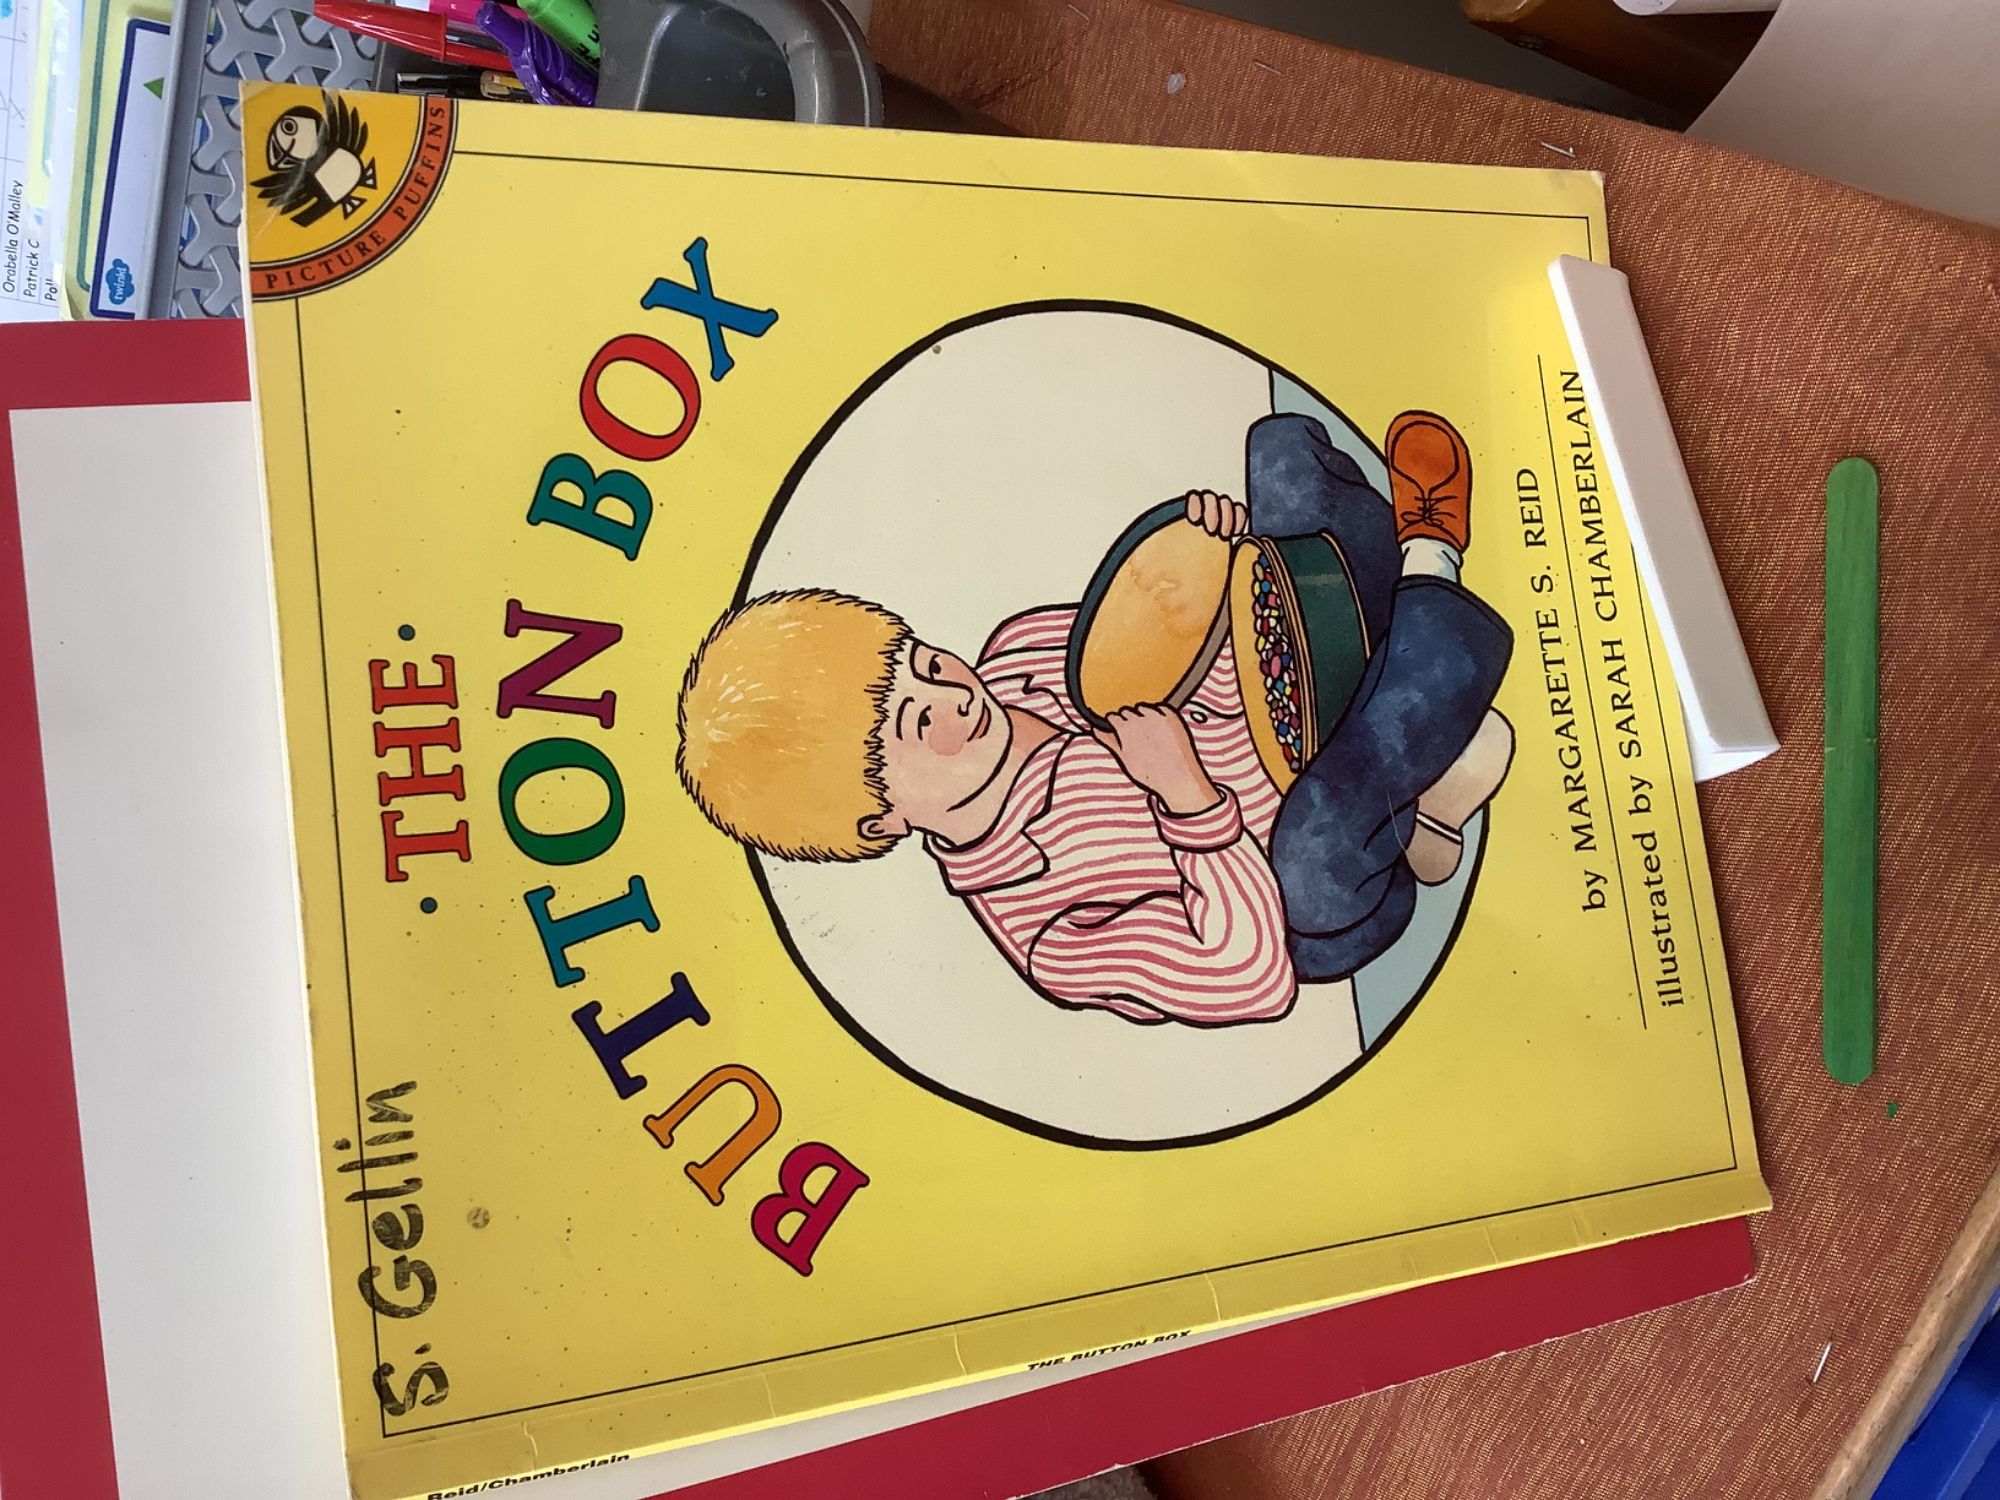 S. Gellin
PICTURE PUFFINS
• THE •
BUTTON BOX
by MARGARETTE S. REID
illustrated by SARAH CHAMBERLAIN
Reid/Chamberlain
THE BUTTON BOX
Orabella O'Malley
Patrick C
twinkl